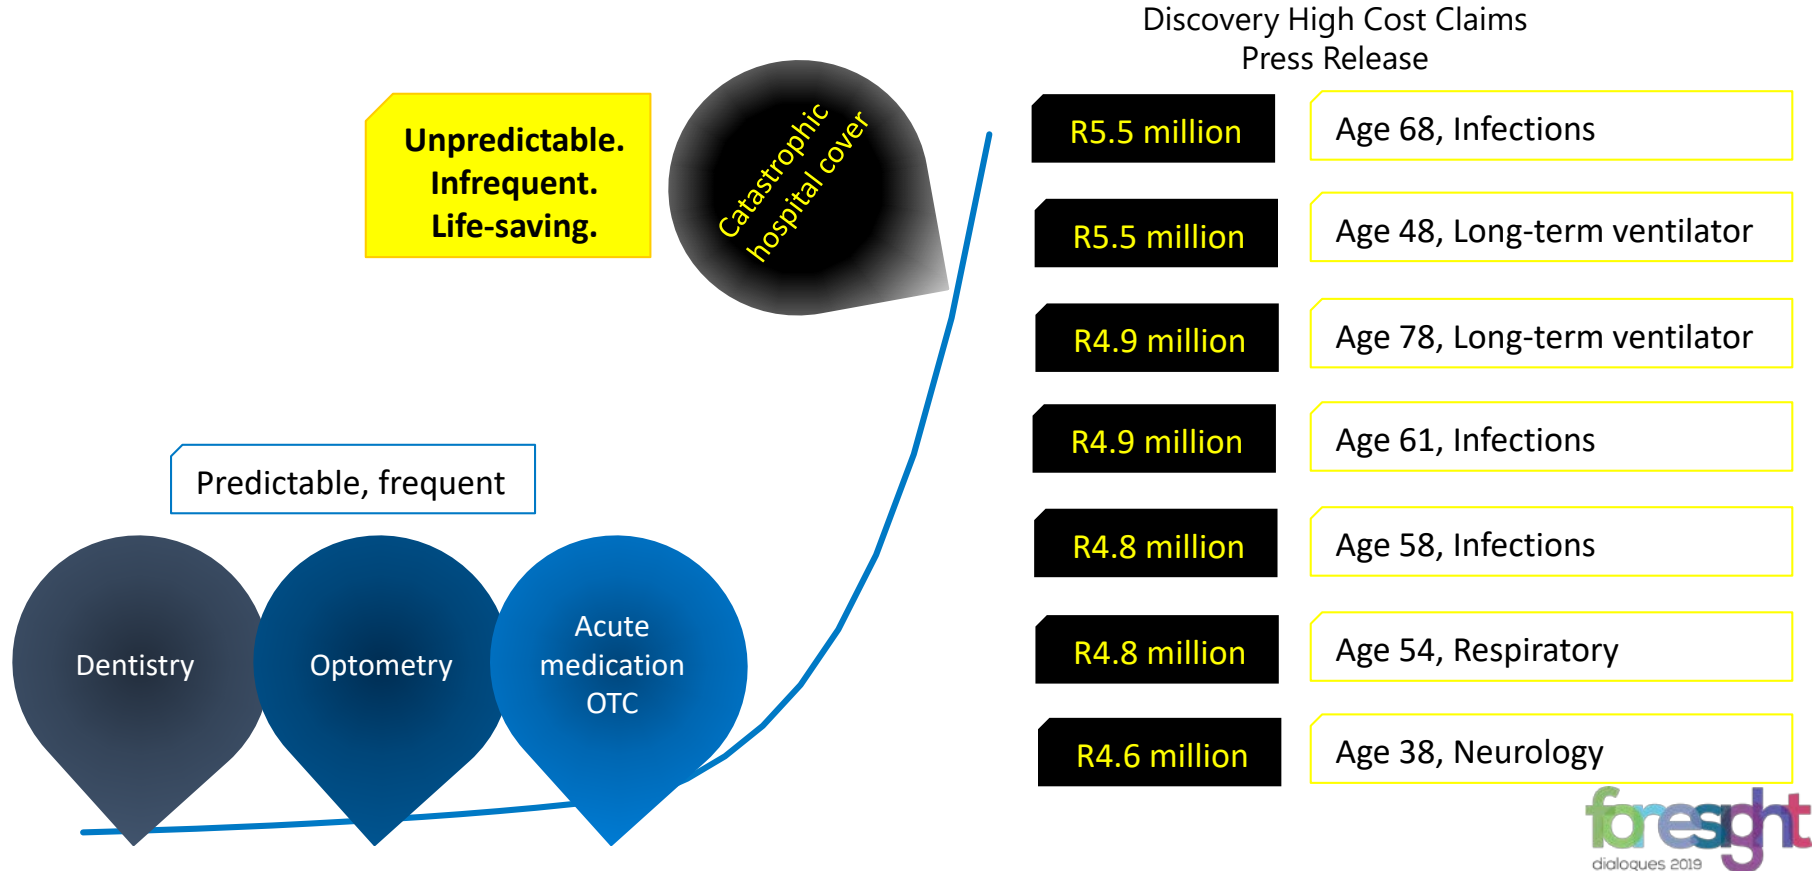 Discovery High Cost Claims
Press Release
Unpredictable.
Infrequent.
Life-saving.
Catastrophic
hospital cover
R5.5 million
Age 68, Infections
R5.5 million
Age 48, Long-term ventilator
R4.9 million
Age 78, Long-term ventilator
R4.9 million
Age 61, Infections
R4.8 million
Age 58, Infections
R4.8 million
Age 54, Respiratory
R4.6 million
Age 38, Neurology
Predictable, frequent
Dentistry
Optometry
Acute
medication
OTC
foresight
dialogues 2019